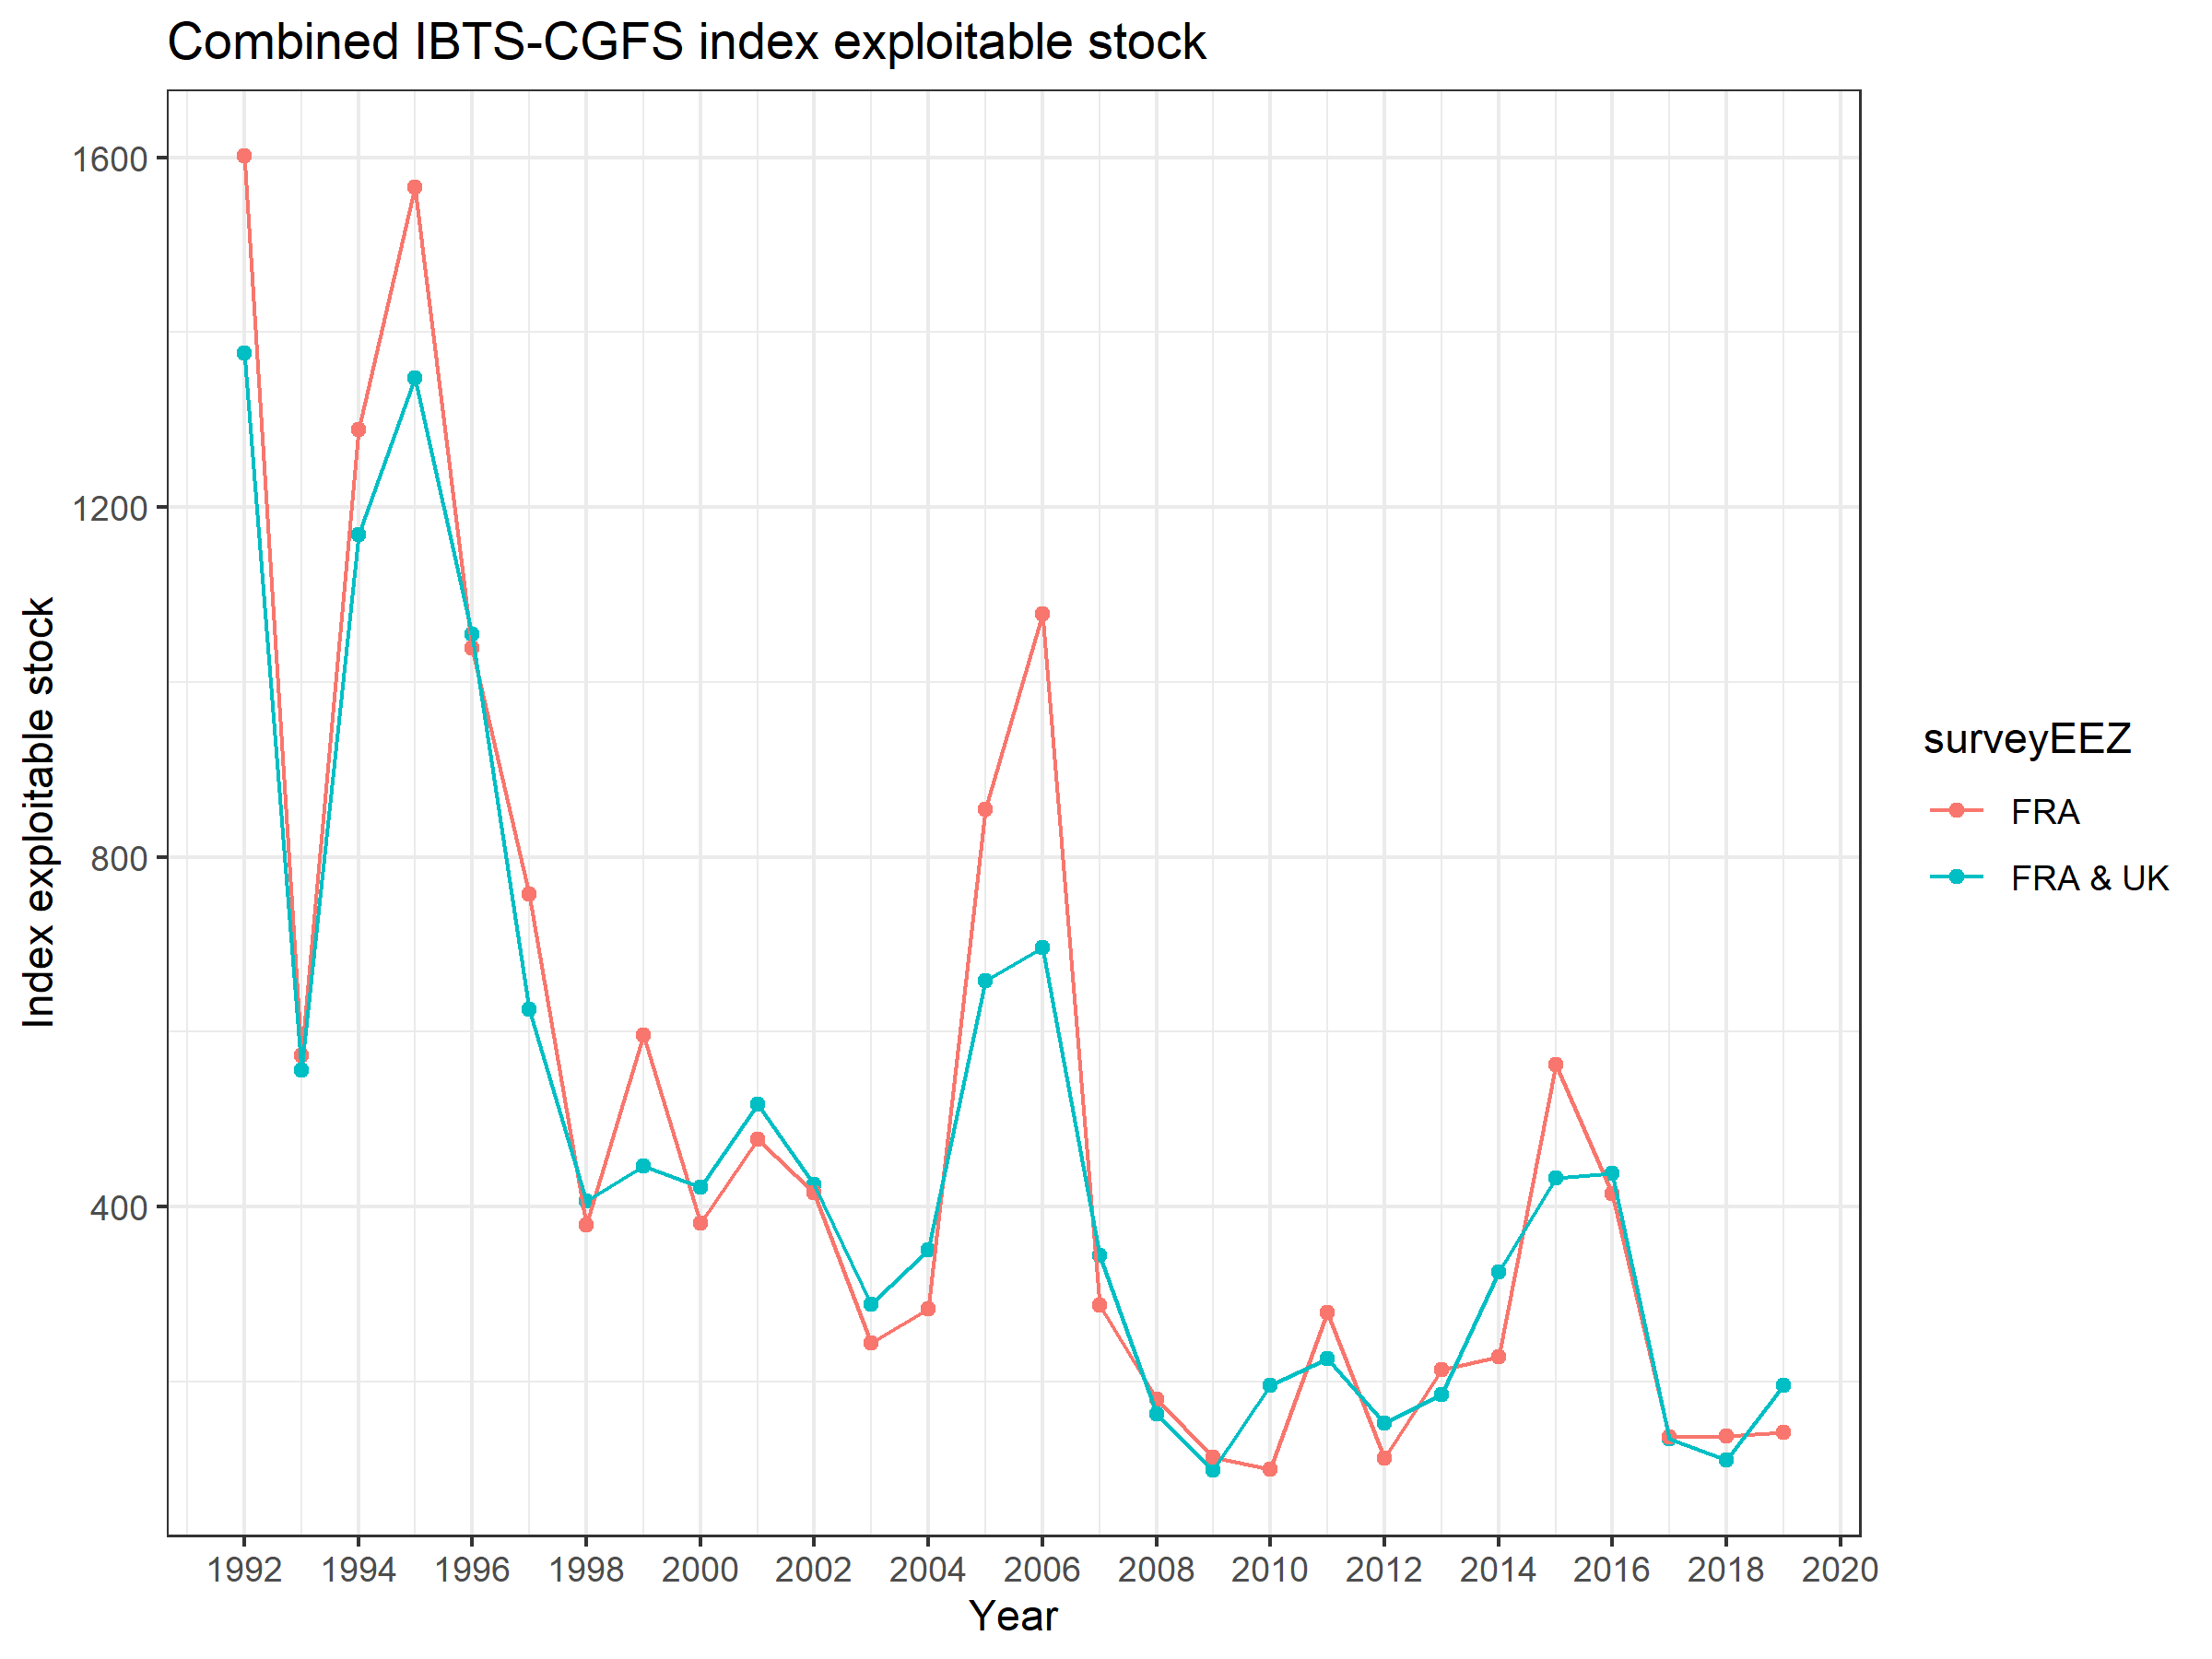 Combined IBTS-CGFS index exploitable stock
Index exploitable stock
1600
1200
800
400
1992 1994 1996 1998 2000 2002 2004 2006 2008 2010 2012 2014 2016 2018 2020
Year
surveyEEZ
FRA
FRA & UK